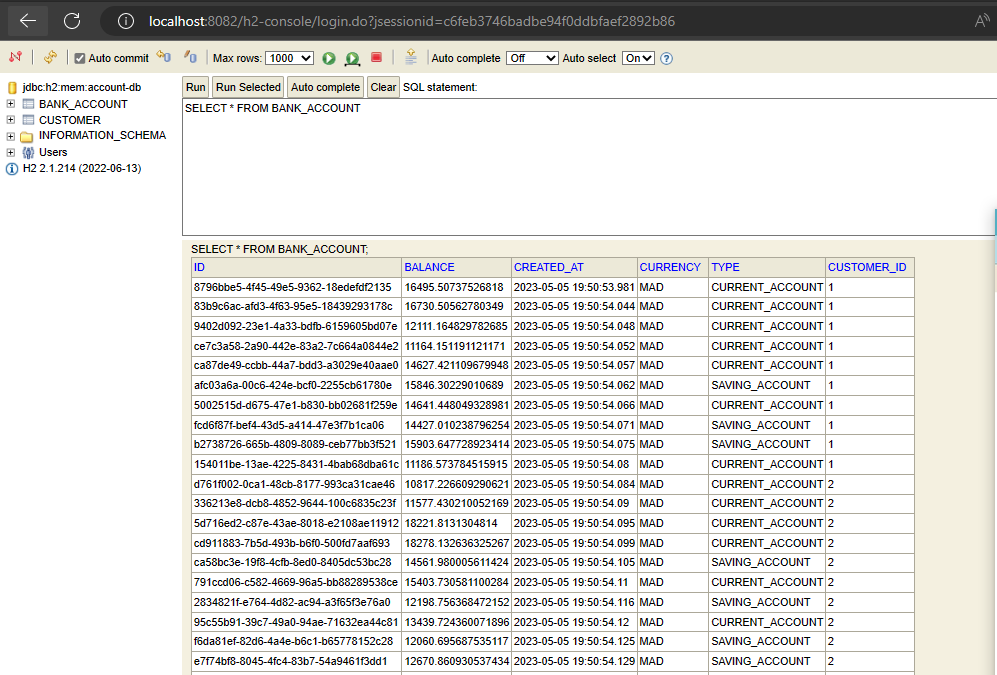 localhost:8082/h2-console/login.do?jsessionid=c6feb3746badbe94f0ddbfaef2892b86
Auto commit Max rows: 1000 Auto complete Off Auto select On
jdbc:h2:mem:account-db
BANK_ACCOUNT
CUSTOMER
INFORMATION_SCHEMA
Users
H2 2.1.214 (2022-06-13)
Run Run Selected Auto complete Clear SQL statement:
SELECT * FROM BANK_ACCOUNT
SELECT * FROM BANK_ACCOUNT;
ID BALANCE CREATED_AT CURRENCY TYPE CUSTOMER_ID
8796bbe5-4f45-49e5-9362-18edefdf2135 16495.50737526818 2023-05-05 19:50:53.981 MAD CURRENT_ACCOUNT 1
83b9c6ac-afd3-4f63-95e5-18439293178c 16730.50562780349 2023-05-05 19:50:54.044 MAD CURRENT_ACCOUNT 1
9402d092-23e1-4a33-bdfb-6159605bd07e 12111.164829782685 2023-05-05 19:50:54.048 MAD CURRENT_ACCOUNT 1
ce7c3a58-2a90-442e-83a2-7c664a0844e2 11164.151191121171 2023-05-05 19:50:54.052 MAD CURRENT_ACCOUNT 1
ca87de49-ccbb-44a7-bdd3-a3029e40aae0 14627.421109679948 2023-05-05 19:50:54.057 MAD CURRENT_ACCOUNT 1
afc03a6a-00c6-424e-bcf0-2255cb61780e 15846.30229010689 2023-05-05 19:50:54.062 MAD SAVING_ACCOUNT 1
5002515d-d675-47e1-b830-bb02681f259e 14641.448049328981 2023-05-05 19:50:54.066 MAD CURRENT_ACCOUNT 1
fcd6f87f-bef4-43d5-a414-47e3f7b1ca06 14427.010238796254 2023-05-05 19:50:54.071 MAD SAVING_ACCOUNT 1
b2738726-665b-4809-8089-ceb77bb3f521 15903.647728923414 2023-05-05 19:50:54.075 MAD SAVING_ACCOUNT 1
154011be-13ae-4225-8431-4bab68dba61c 11186.573784515915 2023-05-05 19:50:54.08 MAD CURRENT_ACCOUNT 1
d761f002-0ca1-48cb-8177-993ca31cae46 10817.226609290621 2023-05-05 19:50:54.084 MAD CURRENT_ACCOUNT 2
336213e8-dcb8-4852-9644-100c6835c23f 11577.430210052169 2023-05-05 19:50:54.09 MAD CURRENT_ACCOUNT 2
5d716ed2-c87e-43ae-8018-e2108ae11912 18221.8131304814 2023-05-05 19:50:54.095 MAD CURRENT_ACCOUNT 2
cd911883-7b5d-493b-b6f0-500fd7aaf693 18278.132636325267 2023-05-05 19:50:54.099 MAD CURRENT_ACCOUNT 2
ca58bc3e-19f8-4cfb-8ed0-8405dc53bc28 14561.980005611424 2023-05-05 19:50:54.105 MAD SAVING_ACCOUNT 2
791ccd06-c582-4669-96a5-bb88289538ce 15403.730581100284 2023-05-05 19:50:54.11 MAD CURRENT_ACCOUNT 2
2834821f-e764-4d82-ac94-a3f65f3e76a0 12198.756368472152 2023-05-05 19:50:54.116 MAD SAVING_ACCOUNT 2
95c55b91-39c7-49a0-94ae-71632ea44c81 13439.724360071896 2023-05-05 19:50:54.12 MAD CURRENT_ACCOUNT 2
f6da81ef-82d6-4a4e-b6c1-b65778152c28 12060.695687535117 2023-05-05 19:50:54.125 MAD SAVING_ACCOUNT 2
e7f74bf8-8045-4fc4-83b7-54a9461f3dd1 12670.860930537434 2023-05-05 19:50:54.129 MAD SAVING_ACCOUNT 2